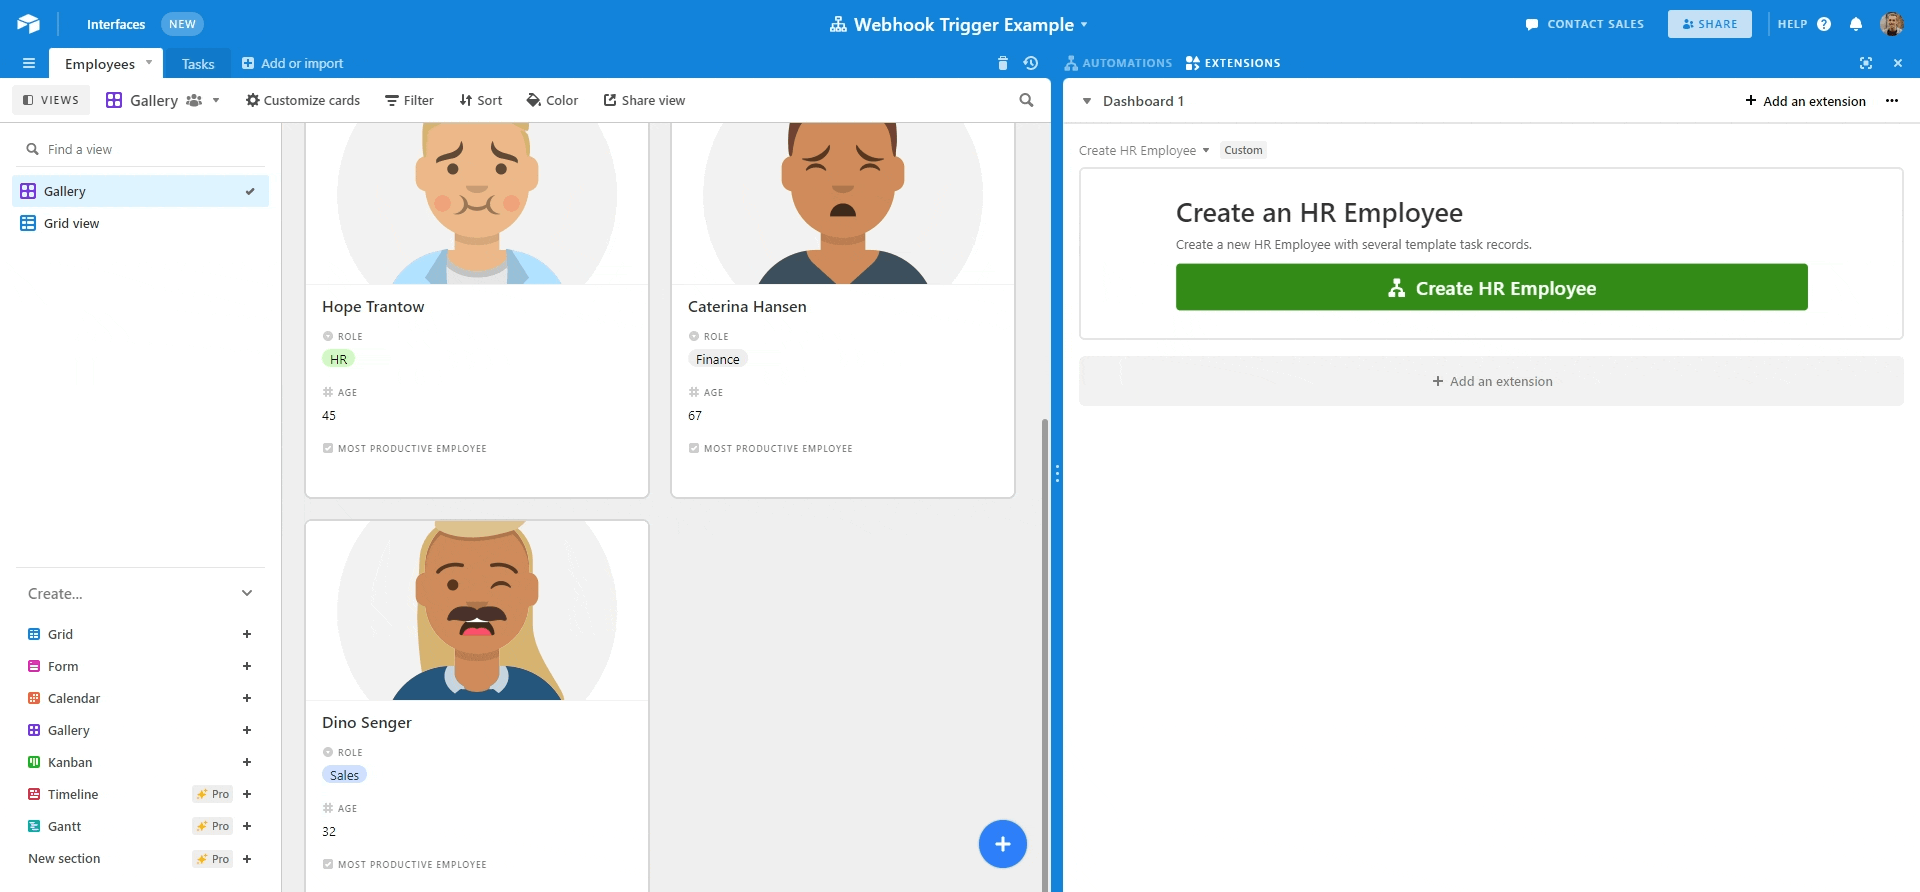 Interfaces NEW Webhook Trigger Example CONTACT SALES SHARE HELP ?
Employees Tasks Add or import AUTOMATIONS EXTENSIONS
VIEWS Gallery Customize cards Filter Sort Color Share view
Dashboard 1 Add an extension
Find a view
Gallery
Grid view
Create...
Grid
Form
Calendar
Gallery
Kanban
Timeline Pro
Gantt Pro
New section Pro
Hope Trantow
ROLE
HR
AGE
45
MOST PRODUCTIVE EMPLOYEE
Caterina Hansen
ROLE
Finance
AGE
67
MOST PRODUCTIVE EMPLOYEE
Dino Senger
ROLE
Sales
AGE
32
MOST PRODUCTIVE EMPLOYEE
Create HR Employee Custom
Create an HR Employee
Create a new HR Employee with several template task records.
Create HR Employee
Add an extension